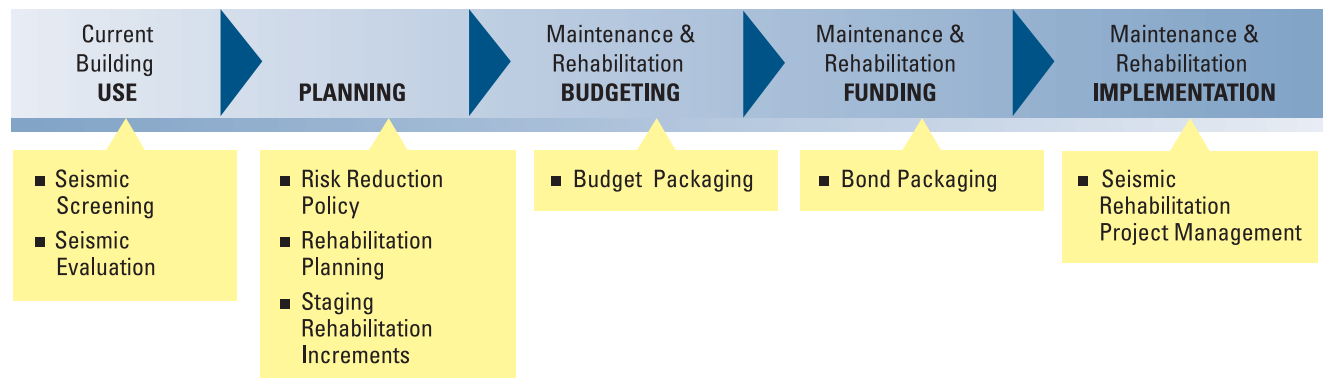 Current
Building
USE
PLANNING
Maintenance &
Rehabilitation
BUDGETING
Maintenance &
Rehabilitation
FUNDING
Maintenance &
Rehabilitation
IMPLEMENTATION
■ Seismic
Screening
■ Seismic
Evaluation
■ Risk Reduction
Policy
■ Rehabilitation
Planning
■ Staging
Rehabilitation
Increments
■ Budget Packaging
■ Bond Packaging
■ Seismic
Rehabilitation
Project Management